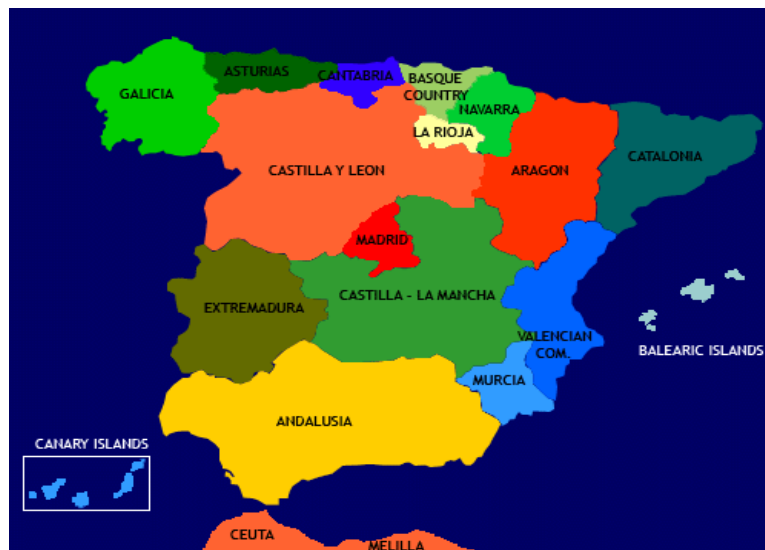 ASTURIAS
CANTABRIA
BASQUE
COUNTRY
GALICIA
NAVARRA
LA RIOJA
CATALONIA
CASTILLA Y LEON
ARAGON
MADRID
CASTILLA - LA MANCHA
EXTREMADURA
VALENCIAN
COM.
BALEARIC ISLANDS
MURCIA
ANDALUSIA
CANARY ISLANDS
CEUTA
MELILLA